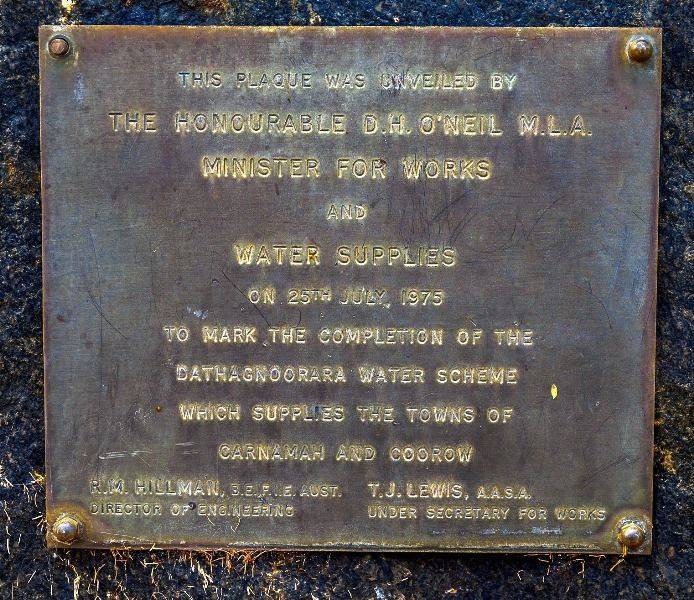 THIS PLAQUE WAS UNVEILED BY
THE HONOURABLE D.H. O'NEIL M.L.A.
MINISTER FOR WORKS
AND
WATER SUPPLIES
ON 25TH JULY, 1975
TO MARK THE COMPLETION OF THE
DATHAGNOORARA WATER SCHEME
WHICH SUPPLIES THE TOWNS OF
CARNAMAH AND COOROW
R.M. HILLMAN, B.E.F.I.E. AUST. T.J. LEWIS, A.A.S.A.
DIRECTOR OF ENGINEERING UNDER SECRETARY FOR WORKS